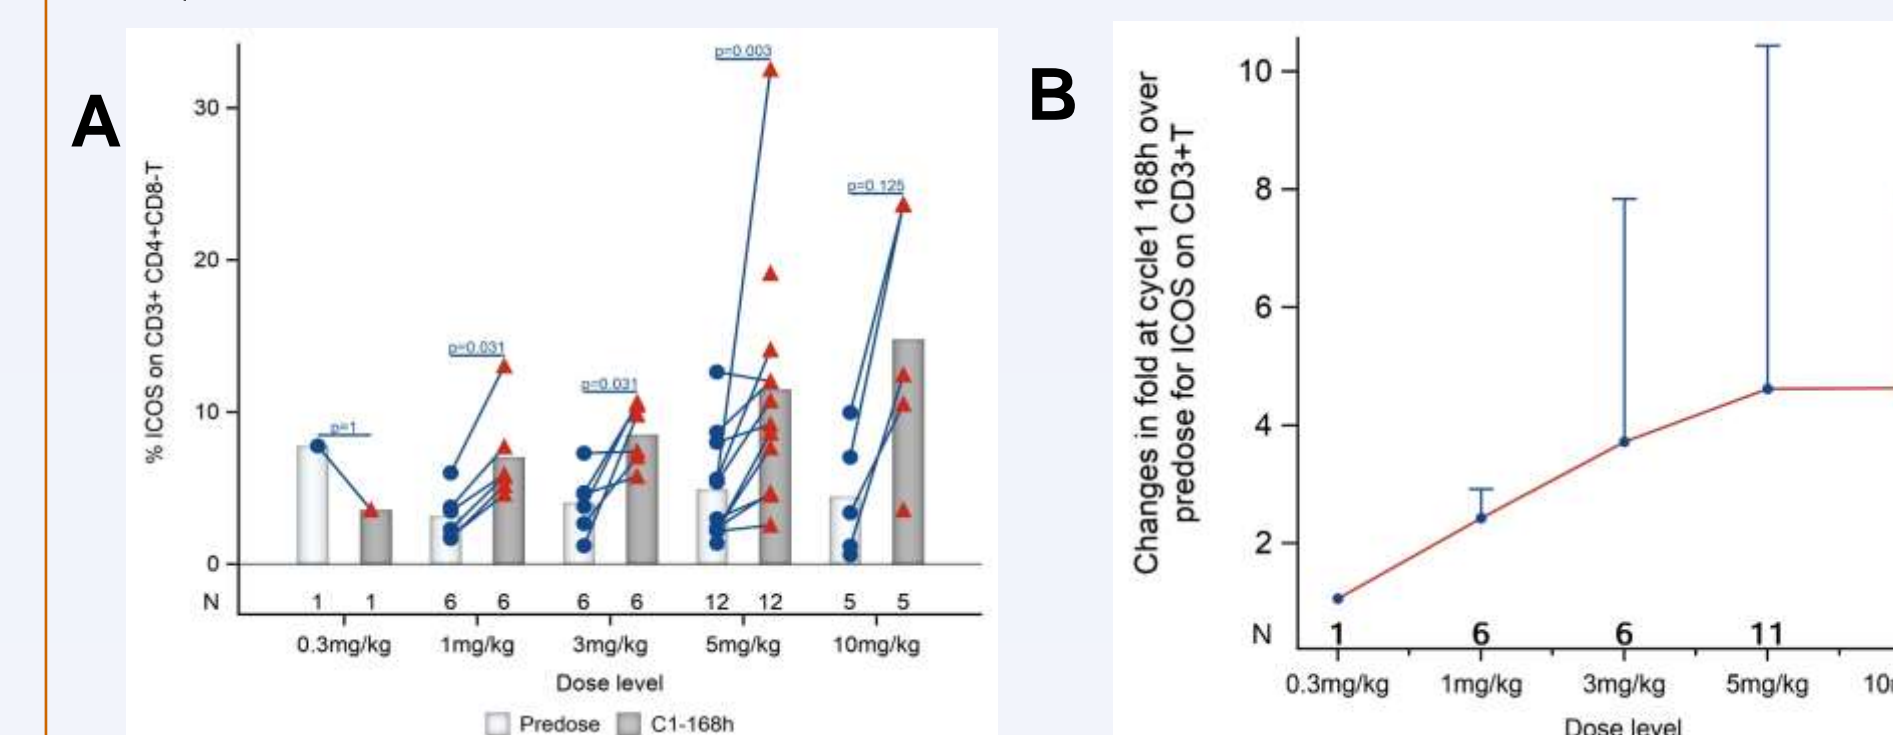 A
% ICOS on CD3+ CD4+CD8-T
30
20
10
0
p=1
p=0.031
p=0.031
p=0.003
p=0.125
N 1 1 6 6 6 6 12 12 5 5
0.3mg/kg 1mg/kg 3mg/kg 5mg/kg 10mg/kg
Dose level
Predose C1-168h
B
Changes in fold at cycle1 168h over
predose for ICOS on CD3+T
10
8
6
4
2
N 1 6 6 11
0.3mg/kg 1mg/kg 3mg/kg 5mg/kg
Dose level